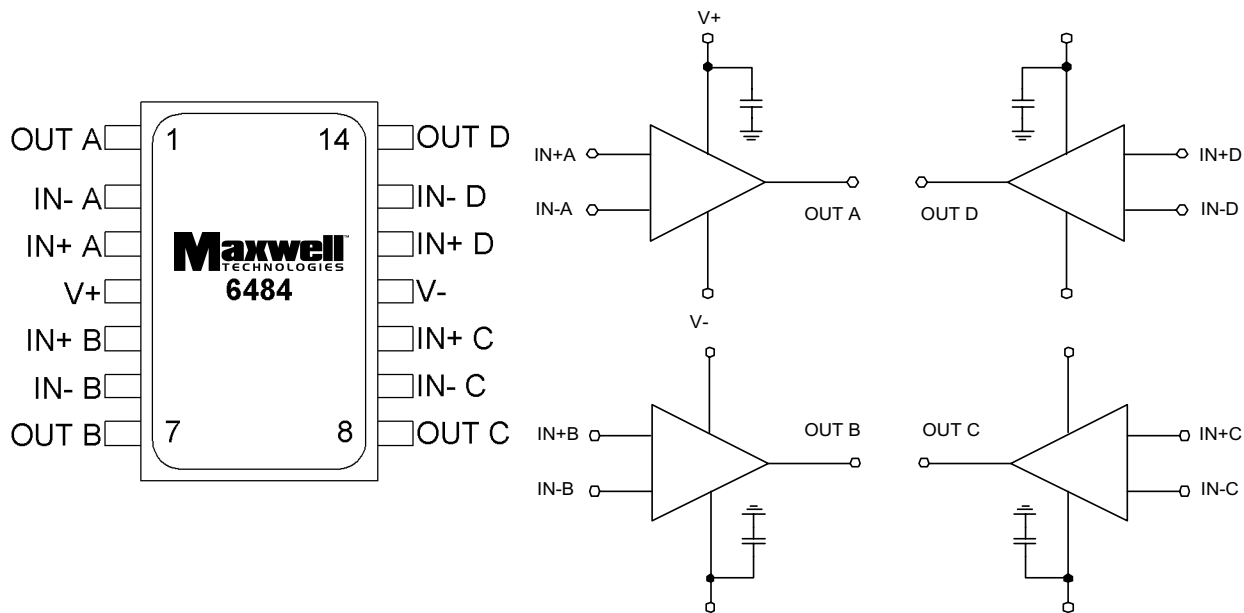 OUT A
1
14
OUT D
IN- A
IN- D
IN+ A
IN+ D
Maxwell™
TECHNOLOGIES
6484
V+
V-
IN+ B
IN+ C
IN- B
IN- C
OUT B
7
8
OUT C
V+
IN+A
IN-A
OUT A
OUT D
IN+D
IN-D
V-
IN+B
IN-B
OUT B
OUT C
IN+C
IN-C